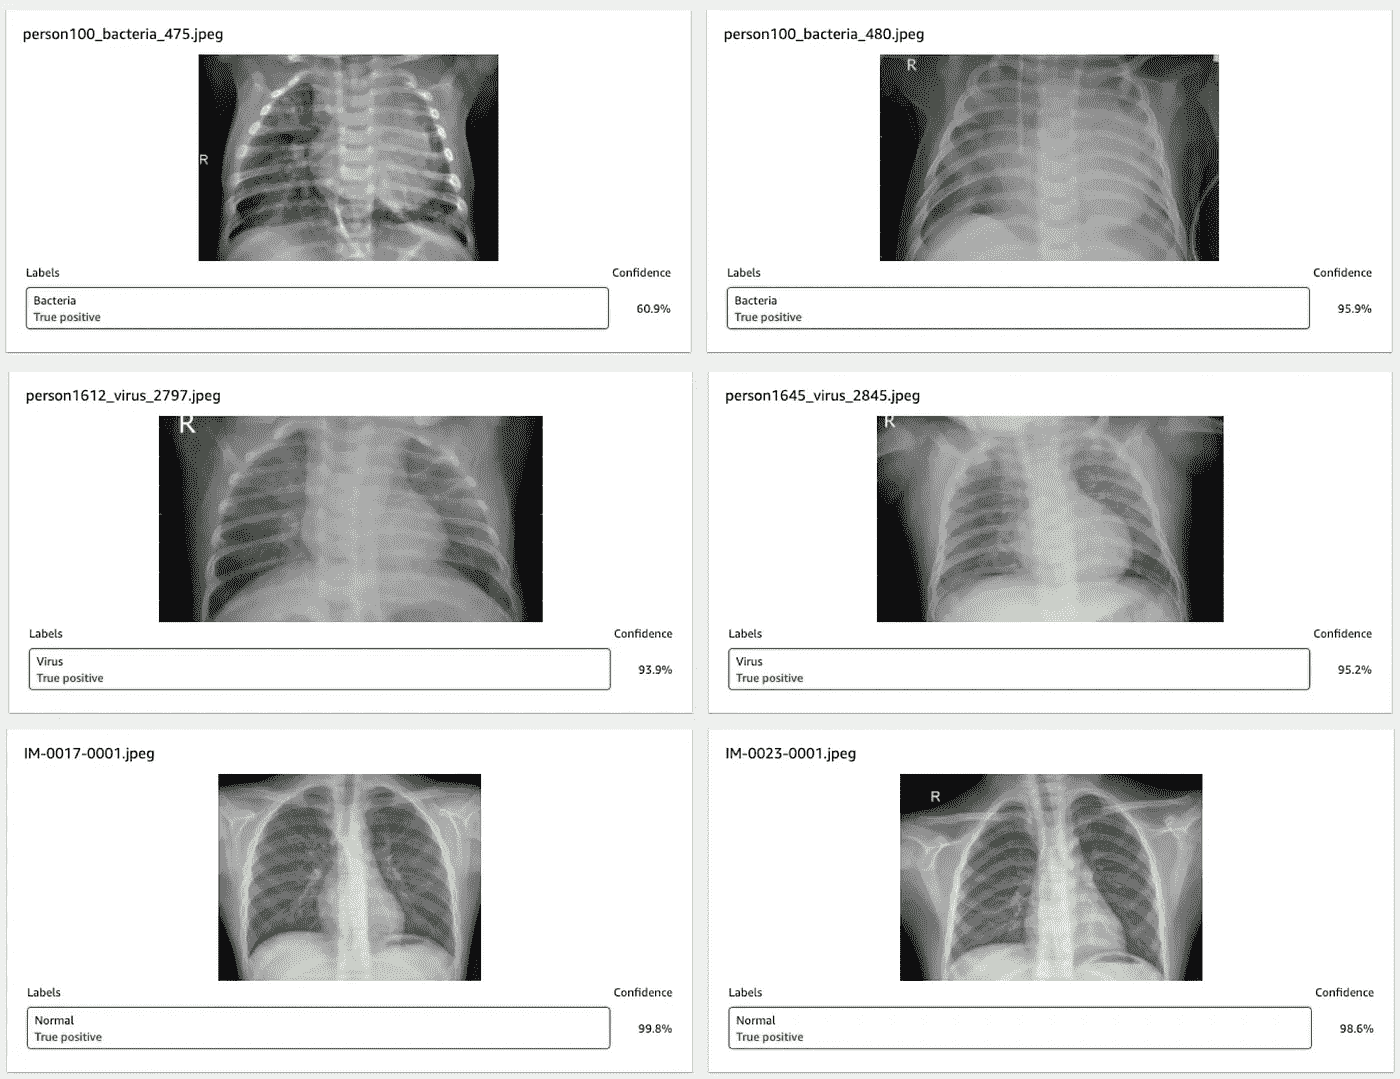 person100_bacteria_475.jpeg
R
Labels Confidence
Bacteria
True positive
60.9%
person100_bacteria_480.jpeg
R
Labels Confidence
Bacteria
True positive
95.9%
person1612_virus_2797.jpeg
R
Labels Confidence
Virus
True positive
93.9%
person1645_virus_2845.jpeg
R
Labels Confidence
Virus
True positive
95.2%
IM-0017-0001.jpeg
Labels Confidence
Normal
True positive
99.8%
IM-0023-0001.jpeg
R
Labels Confidence
Normal
True positive
98.6%